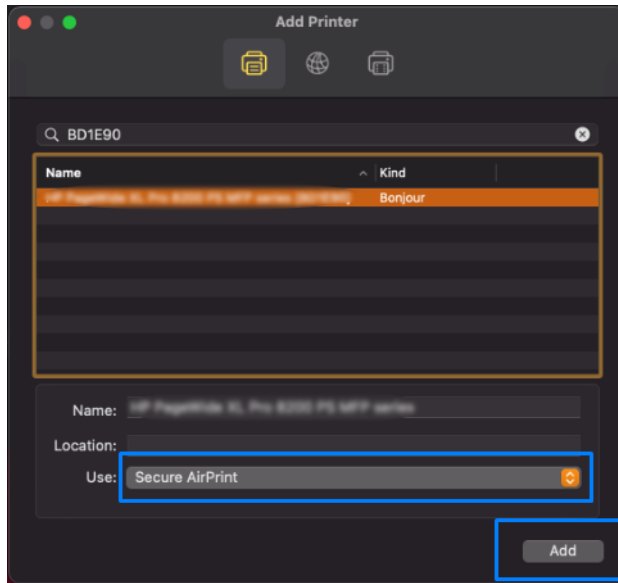 Add Printer
BD1E90
Name Kind
Bonjour
Name:
Location:
Use: Secure AirPrint
Add